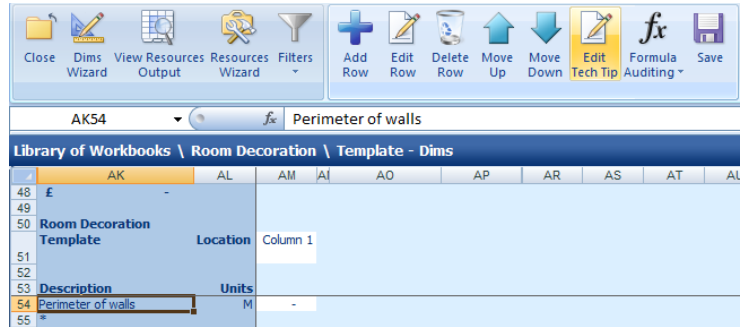 Close Dims Wizard View Resources Output Resources Wizard Filters Add Row Edit Row Delete Row Move Up Move Down Edit Tech Tip Formula Auditing Save
AK54 fx Perimeter of walls
Library of Workbooks \ Room Decoration \ Template - Dims
AK AL AM AO AP AR AS AT
48 £ -
49
50 Room Decoration
Template Location Column 1
51
52
53 Description Units
54 Perimeter of walls M -
55 *